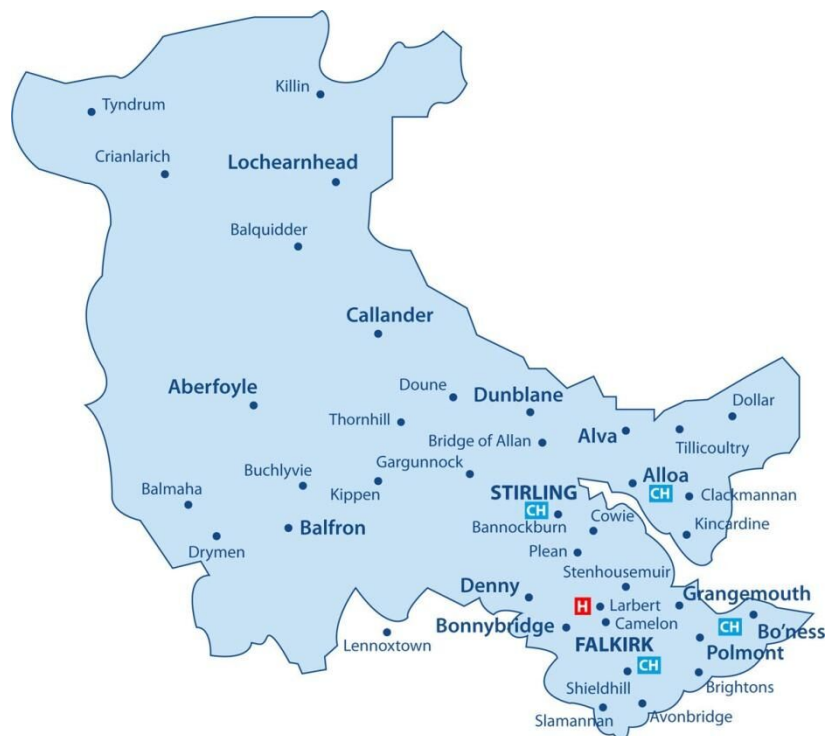 Killin
Tyndrum
Crianlarich
Lochearnhead
Balquidder
Callander
Aberfoyle
Doune
Dunblane
Dollar
Thornhill
Bridge of Allan
Alva
Tillicoultry
Buchlyvie
Gargunnock
Alloa
Balmaha
Kippen
STIRLING
CH
Clackmannan
CH
Balfron
Bannockburn
Cowie
Kincardine
Drymen
Plean
Stenhousemuir
Denny
Grangemouth
H
Larbert
Bonnybridge
Camelon
CH
Bo'ness
Lennoxtown
FALKIRK
Polmont
CH
Shieldhill
Brightons
Slamannan
Avonbridge